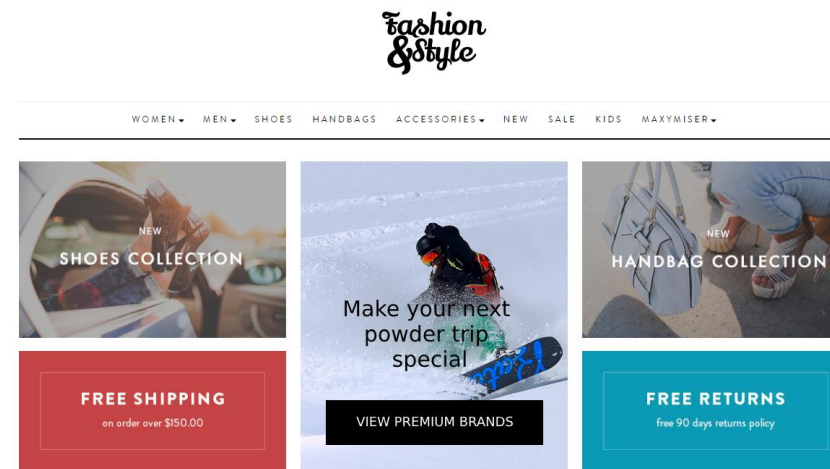 Fashion
&Style
WOMEN MEN SHOES HANDBAGS ACCESSORIES NEW SALE KIDS MAXYMISER
NEW
SHOES COLLECTION
Make your next
powder trip
special
VIEW PREMIUM BRANDS
NEW
HANDBAG COLLECTION
FREE SHIPPING
on order over $150.00
FREE RETURNS
free 90 days returns policy